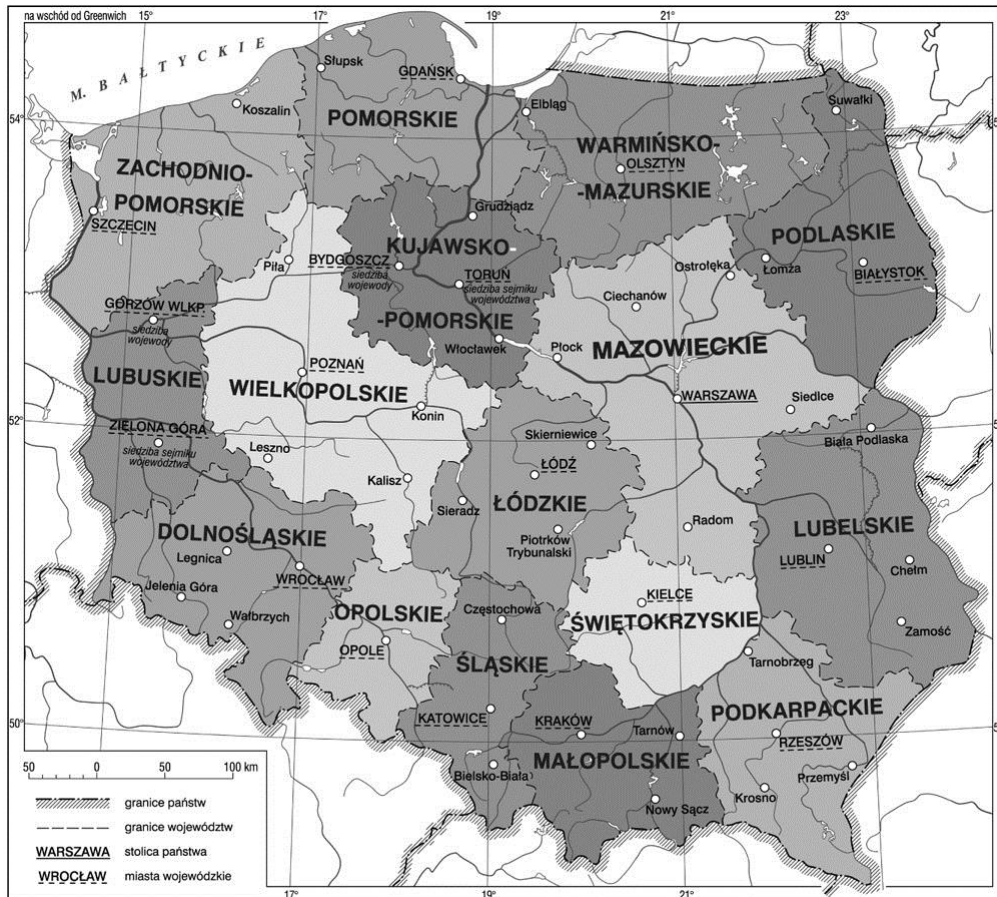 na wschód od Greenwich
15°
17°
19°
21°
23°
M. BAŁTYCKIE
Słupsk
GDAŃSK
Koszalin
POMORSKIE
Elbląg
Suwałki
54°
WARMIŃSKO-
OLSZTYN
-MAZURSKIE
ZACHODNIO-
POMORSKIE
SZCZECIN
Grudziądz
KUJAWSKO-
BYDGOSZCZ
siedziba
wojewody
TORUŃ
siedziba sejmiku
województwa
-POMORSKIE
Włocławek
Piła
PODLASKIE
Łomża
BIAŁYSTOK
Ostrołęka
Ciechanów
MAZOWIECKIE
Płock
WARSZAWA
Siedlce
GORZÓW WLKP.
siedziba
wojewody
LUBUSKIE
ZIELONA GÓRA
siedziba sejmiku
województwa
POZNAŃ
WIELKOPOLSKIE
Konin
Leszno
Kalisz
52°
Skierniewice
ŁÓDŹ
Sieradz
ŁÓDZKIE
Piotrków
Trybunalski
Biała Podlaska
Radom
LUBELSKIE
LUBLIN
Chełm
Zamość
DOLNOŚLĄSKIE
Legnica
WROCŁAW
Jelenia Góra
Wałbrzych
OPOLSKIE
OPOLE
Częstochowa
ŚLĄSKIE
KATOWICE
Bielsko-Biała
KIELCE
ŚWIĘTOKRZYSKIE
Tarnobrzeg
PODKARPACKIE
RZESZÓW
Przemyśl
Krosno
KRAKÓW
Tarnów
MAŁOPOLSKIE
Nowy Sącz
50°
50 0 50 100 km
granice państw
granice województw
WARSZAWA stolica państwa
WROCŁAW miasta wojewódzkie
17°
19°
21°